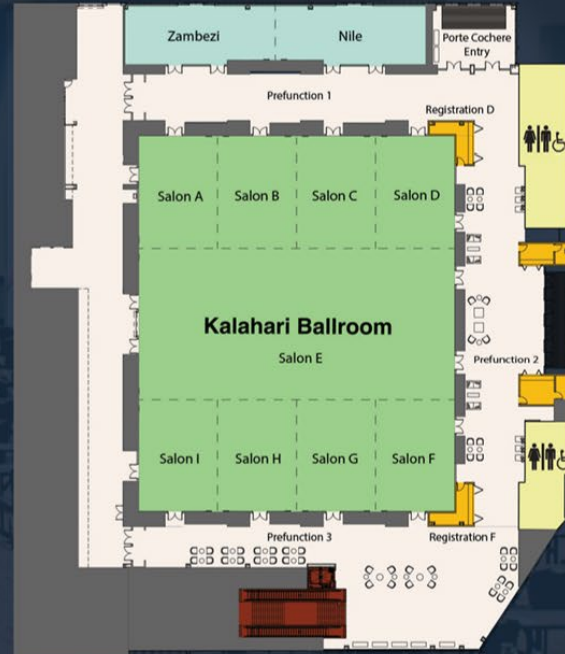 Zambezi
Nile
Porte Cochere
Entry
Prefunction 1
Registration D
Salon A
Salon B
Salon C
Salon D
Kalahari Ballroom
Salon E
Prefunction 2
Salon I
Salon H
Salon G
Salon F
Prefunction 3
Registration F